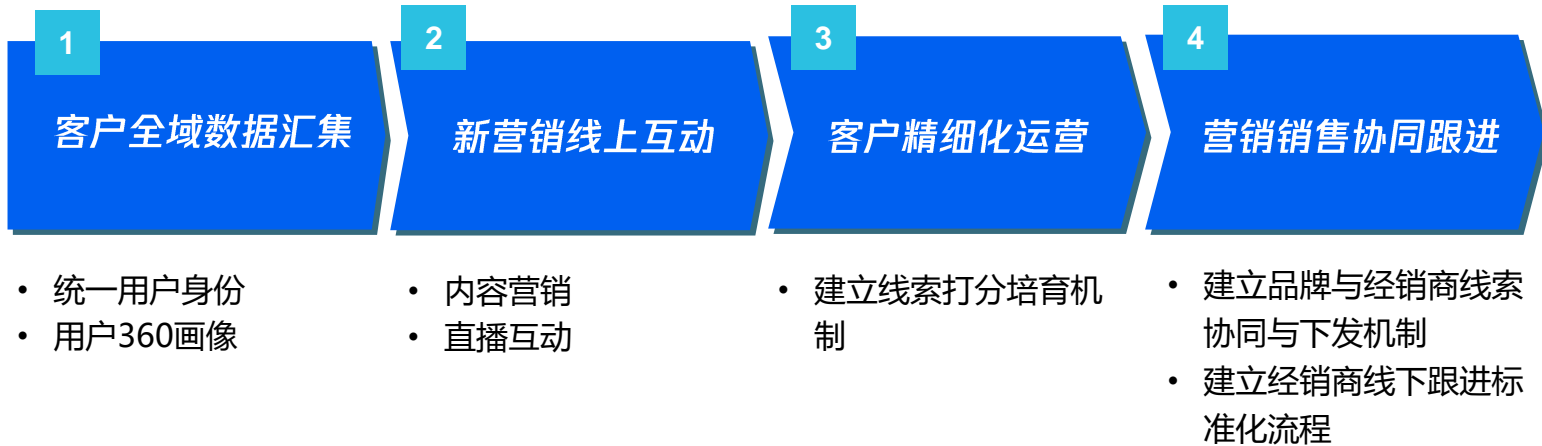 1
客户全域数据汇集
• 统一用户身份
• 用户360画像
2
新营销线上互动
• 内容营销
• 直播互动
3
客户精细化运营
• 建立线索打分培育机
制
4
营销销售协同跟进
• 建立品牌与经销商线索
协同与下发机制
• 建立经销商线下跟进标
准化流程